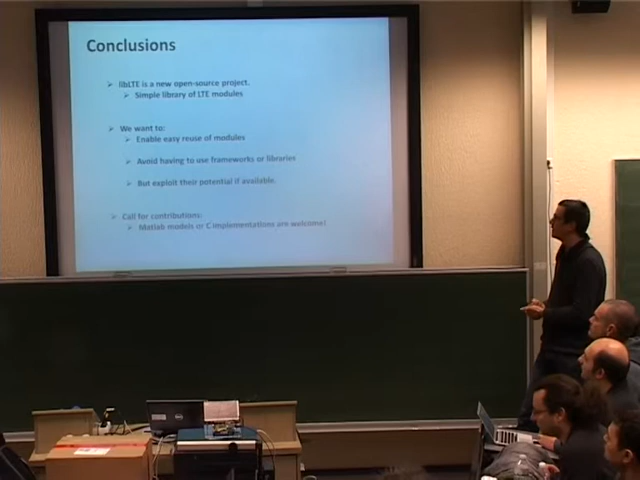 Conclusions
libLTE is a new open-source project.
Simple library of LTE modules
We want to:
Enable easy reuse of modules
Avoid having to use frameworks or libraries
But exploit their potential if available.
Call for contributions:
Matlab models or C implementations are welcome!
DELL